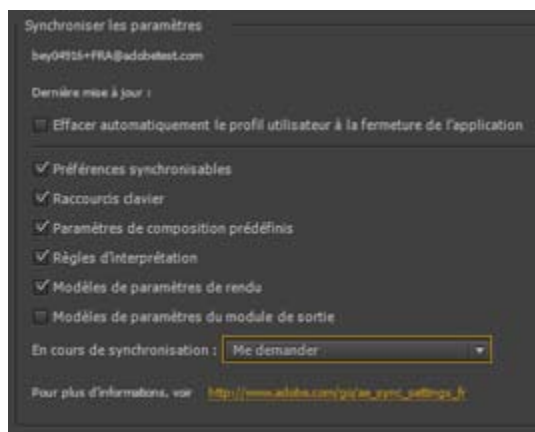 Synchroniser les paramètres
bey04916+FRA@adobetest.com
Dernière mise à jour :
Effacer automatiquement le profil utilisateur à la fermeture de l'application
Préférences synchronisables
Raccourcis clavier
Paramètres de composition prédéfinis
Règles d'interprétation
Modèles de paramètres de rendu
Modèles de paramètres du module de sortie
En cours de synchronisation : Me demander
Pour plus d'informations, voir http://www.adobe.com/go/ae_sync_settings_fr